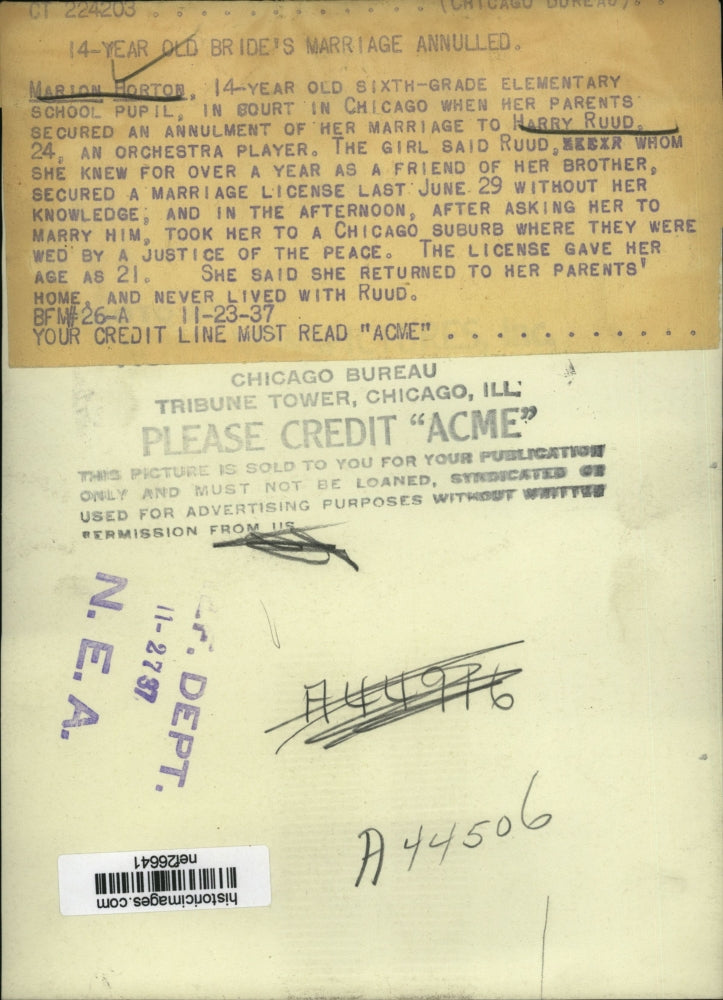 CT 224203 . . . . . . . . . . . (CHICAGO BUREAU). .
14-YEAR OLD BRIDE'S MARRIAGE ANNULLED.
MARION HORTON, 14-YEAR OLD SIXTH-GRADE ELEMENTARY
SCHOOL PUPIL, IN COURT IN CHICAGO WHEN HER PARENTS
SECURED AN ANNULMENT OF HER MARRIAGE TO HARRY RUUD,
24, AN ORCHESTRA PLAYER. THE GIRL SAID RUUD, WHOM
SHE KNEW FOR OVER A YEAR AS A FRIEND OF HER BROTHER,
SECURED A MARRIAGE LICENSE LAST JUNE 29 WITHOUT HER
KNOWLEDGE, AND IN THE AFTERNOON, AFTER ASKING HER TO
MARRY HIM, TOOK HER TO A CHICAGO SUBURB WHERE THEY WERE
WED BY A JUSTICE OF THE PEACE. THE LICENSE GAVE HER
AGE AS 21. SHE SAID SHE RETURNED TO HER PARENTS'
HOME, AND NEVER LIVED WITH RUUD.
BFM#26-A 11-23-37
YOUR CREDIT LINE MUST READ "ACME" . . . . . . . . . . . .
CHICAGO BUREAU
TRIBUNE TOWER, CHICAGO, ILL.
PLEASE CREDIT "ACME"
THIS PICTURE IS SOLD TO YOU FOR YOUR PUBLICATION
ONLY AND MUST NOT BE LOANED, SYNDICATED OR
USED FOR ADVERTISING PURPOSES WITHOUT WRITTEN
PERMISSION FROM US
DEPT.
11-27 37
N. E. A.
A44916
A44506
historicimages.com
nef26641